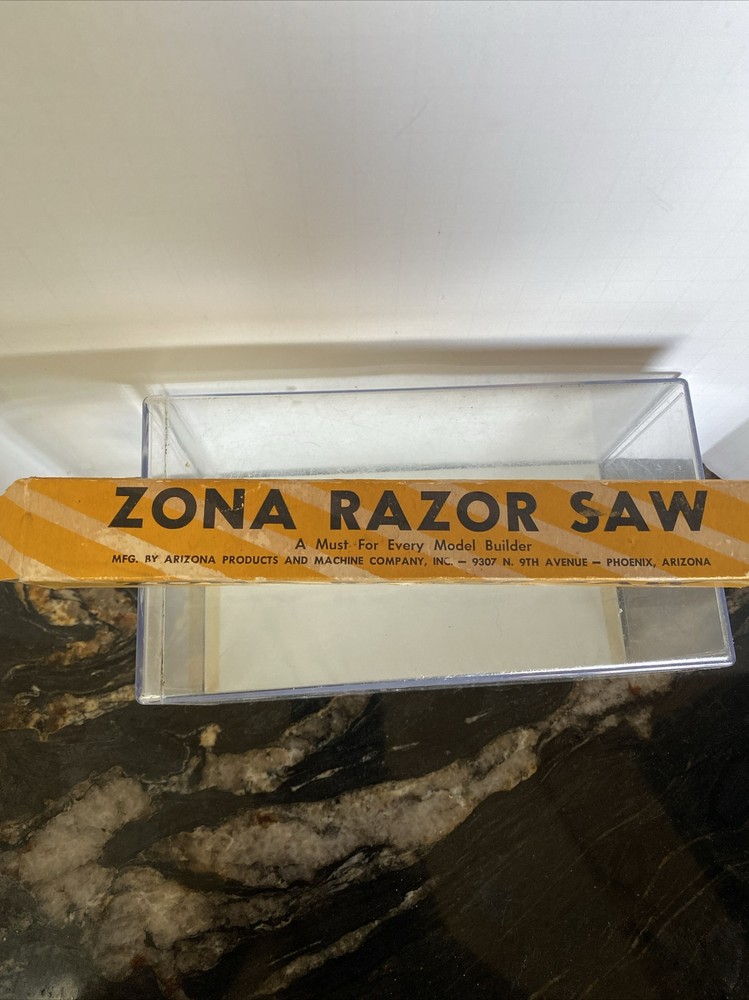 ZONA RAZOR SAW
A Must For Every Model Builder
MFG. BY ARIZONA PRODUCTS AND MACHINE COMPANY, INC. — 9307 N. 9TH AVENUE — PHOENIX, ARIZONA